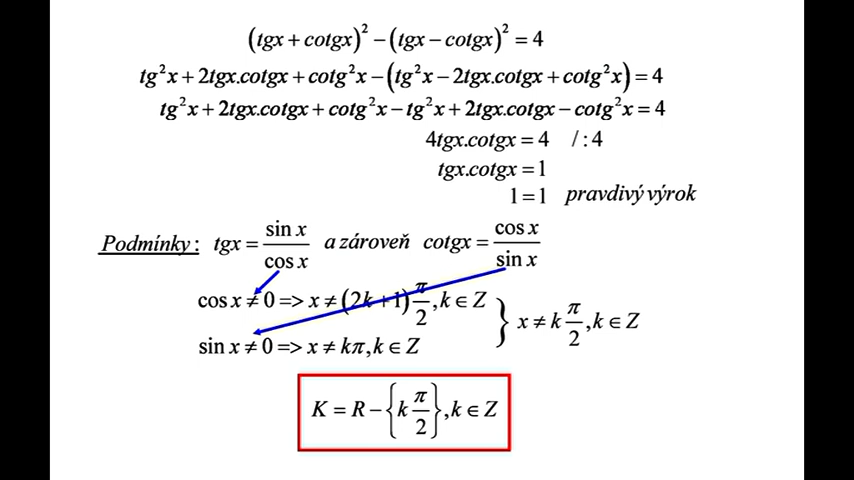 (tgx + cotgx)² − (tgx − cotgx)² = 4
tg²x + 2tgx.cotgx + cotg²x − (tg²x − 2tgx.cotgx + cotg²x) = 4
tg²x + 2tgx.cotgx + cotg²x − tg²x + 2tgx.cotgx − cotg²x = 4
4tgx.cotgx = 4 /:4
tgx.cotgx = 1
1 = 1 pravdivý výrok
Podmínky: tgx = sin x / cos x a zároveň cotgx = cos x / sin x
cos x ≠ 0 => x ≠ (2k + 1) π/2, k ∈ Z
sin x ≠ 0 => x ≠ kπ, k ∈ Z
} x ≠ k π/2, k ∈ Z
K = R − {k π/2}, k ∈ Z